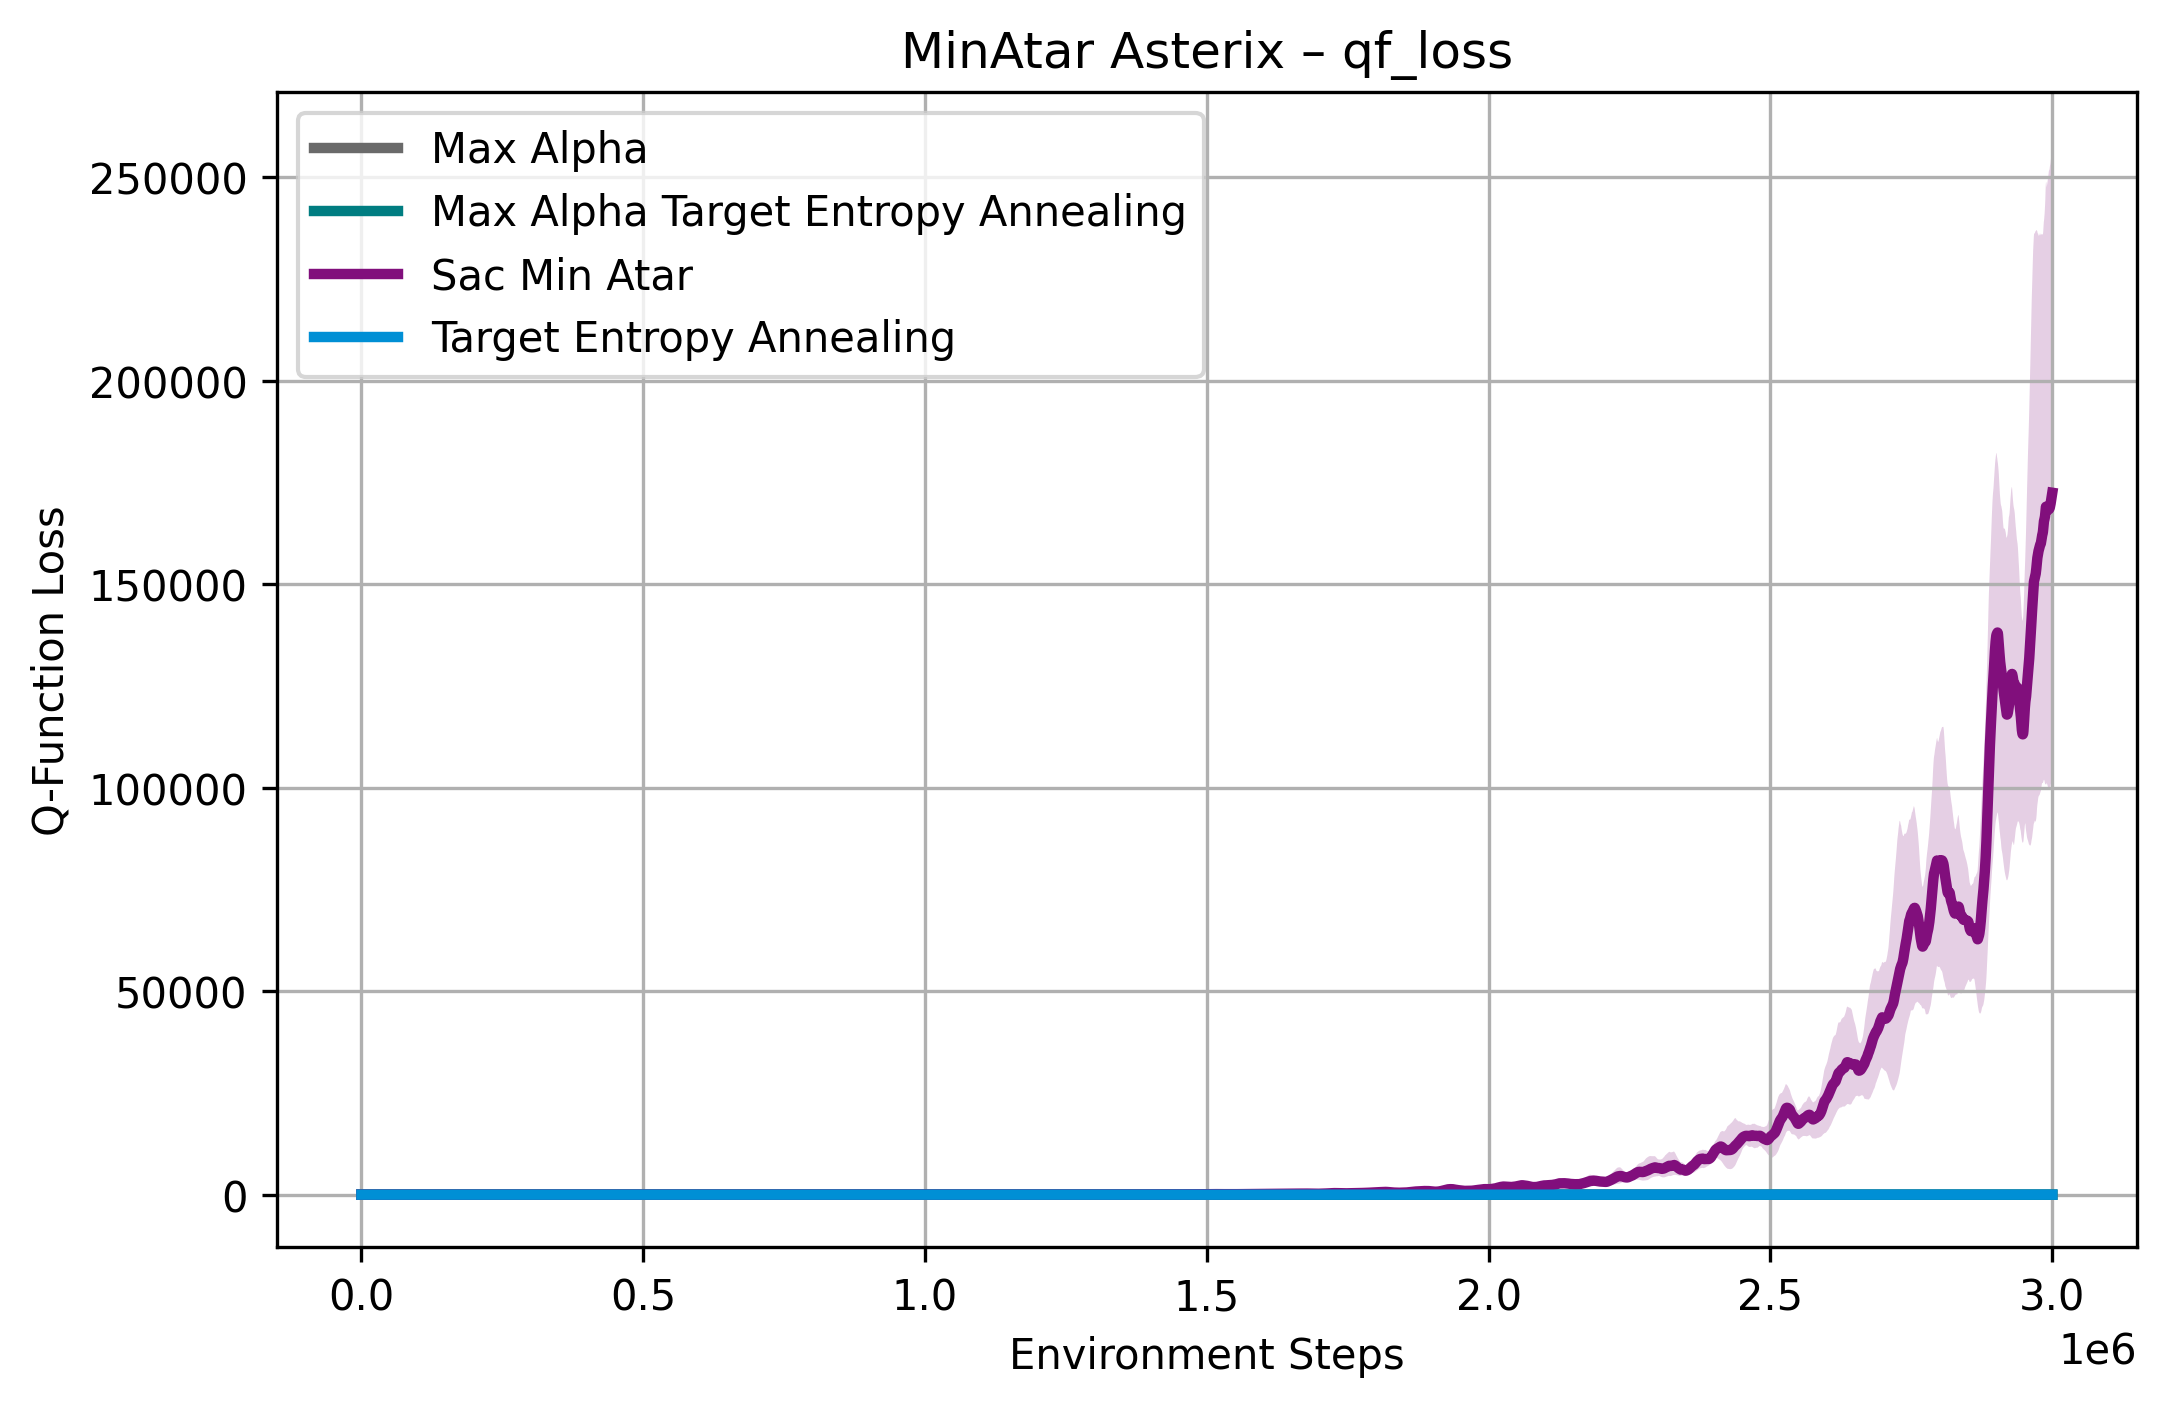 MinAtar Asterix – qf_loss
Max Alpha
Max Alpha Target Entropy Annealing
Sac Min Atar
Target Entropy Annealing
250000
200000
150000
100000
50000
0
Q-Function Loss
0.0 0.5 1.0 1.5 2.0 2.5 3.0
1e6
Environment Steps